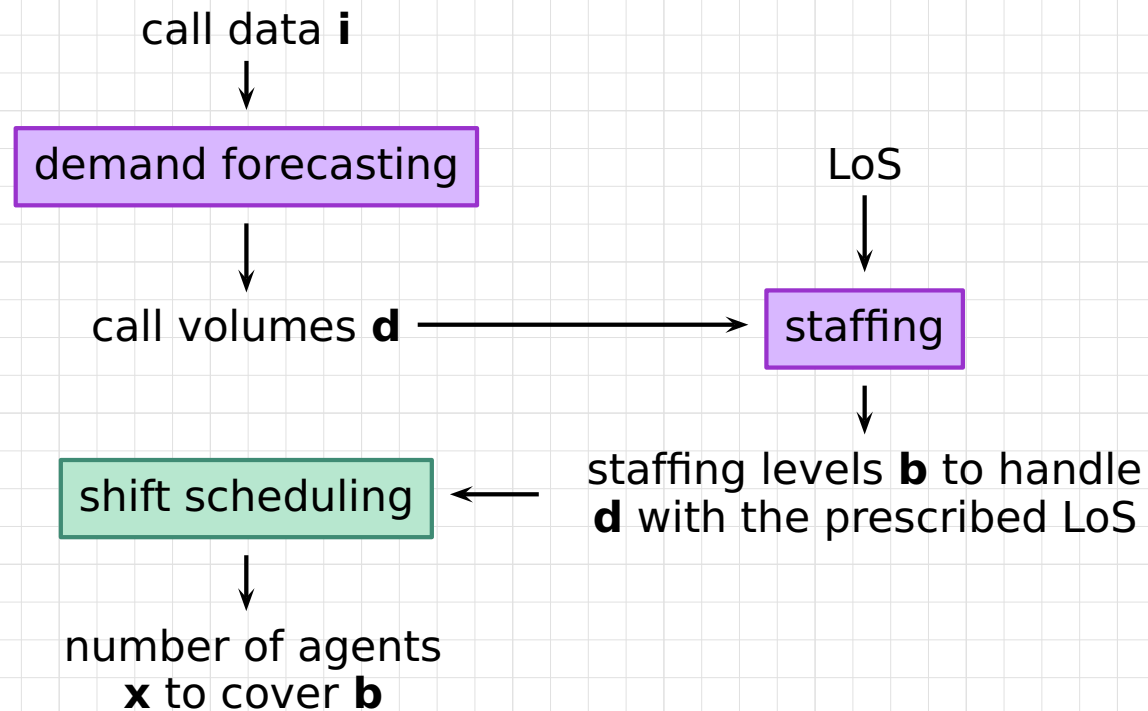 call data i
demand forecasting
LoS
call volumes d
staffing
staffing levels b to handle
d with the prescribed LoS
shift scheduling
number of agents
x to cover b